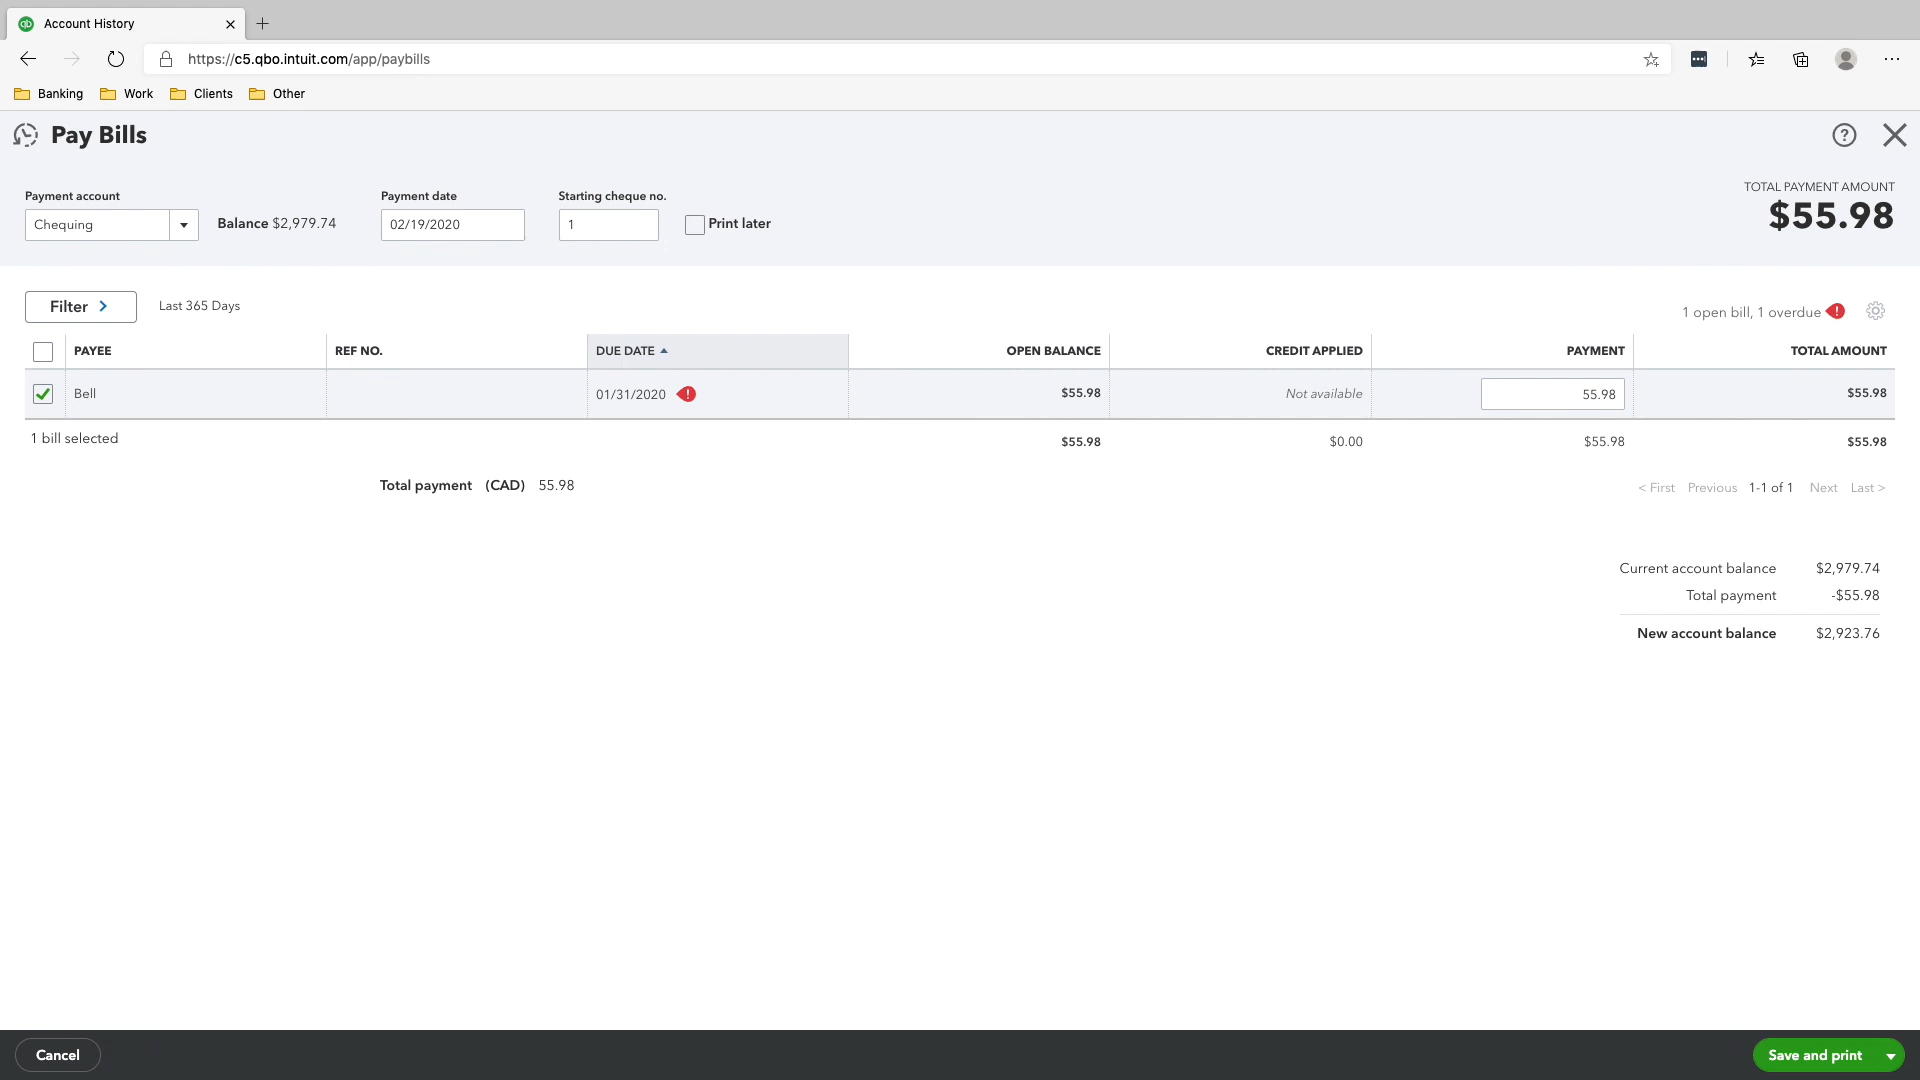 Account History
https://c5.qbo.intuit.com/app/paybills
Banking Work Clients Other
Pay Bills
Payment account Payment date Starting cheque no. TOTAL PAYMENT AMOUNT
Chequing Balance $2,979.74 02/19/2020 1 Print later $55.98
Filter Last 365 Days 1 open bill, 1 overdue
PAYEE REF NO. DUE DATE OPEN BALANCE CREDIT APPLIED PAYMENT TOTAL AMOUNT
Bell 01/31/2020 $55.98 Not available 55.98 $55.98
1 bill selected $55.98 $0.00 $55.98 $55.98
Total payment (CAD) 55.98 < First Previous 1-1 of 1 Next Last >
Current account balance $2,979.74
Total payment -$55.98
New account balance $2,923.76
Cancel Save and print